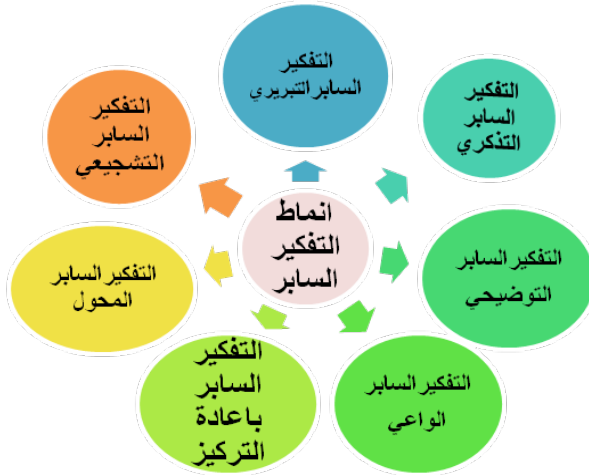 انماط
التفكير
السابر
التفكير
السابر التبريري
التفكير
السابر
التذكري
التفكير السابر
التوضيحي
التفكير السابر
الواعي
التفكير
السابر
باعادة
التركيز
التفكير السابر
المحول
التفكير
السابر
التشجيعي